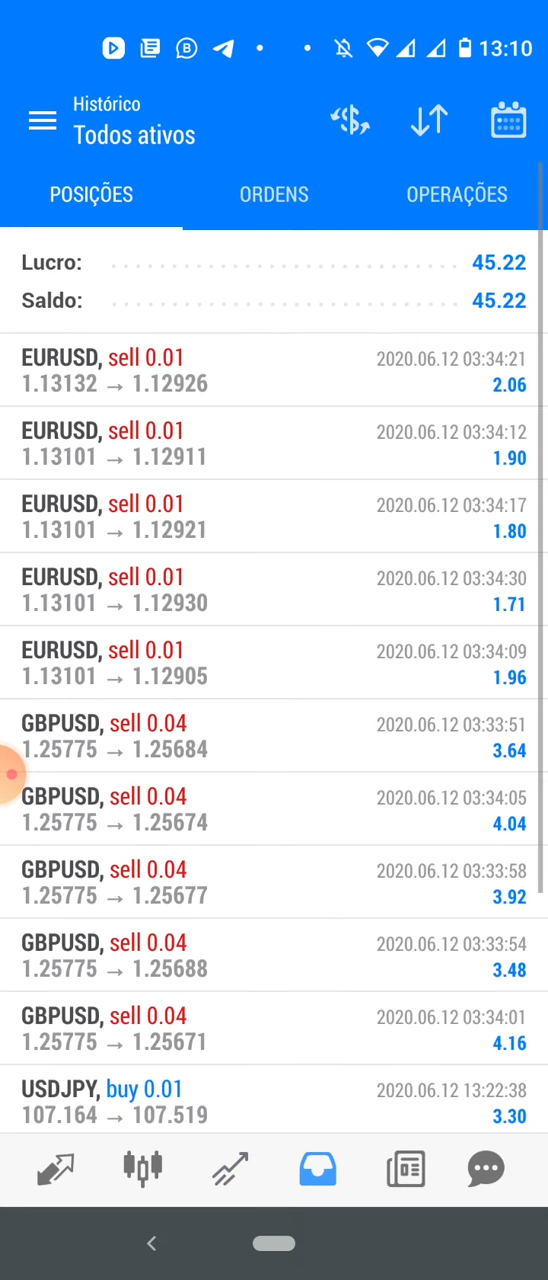 13:10
Histórico
Todos ativos
POSIÇÕES ORDENS OPERAÇÕES
Lucro: 45.22
Saldo: 45.22
EURUSD, sell 0.01 2020.06.12 03:34:21
1.13132 → 1.12926 2.06
EURUSD, sell 0.01 2020.06.12 03:34:12
1.13101 → 1.12911 1.90
EURUSD, sell 0.01 2020.06.12 03:34:17
1.13101 → 1.12921 1.80
EURUSD, sell 0.01 2020.06.12 03:34:30
1.13101 → 1.12930 1.71
EURUSD, sell 0.01 2020.06.12 03:34:09
1.13101 → 1.12905 1.96
GBPUSD, sell 0.04 2020.06.12 03:33:51
1.25775 → 1.25684 3.64
GBPUSD, sell 0.04 2020.06.12 03:34:05
1.25775 → 1.25674 4.04
GBPUSD, sell 0.04 2020.06.12 03:33:58
1.25775 → 1.25677 3.92
GBPUSD, sell 0.04 2020.06.12 03:33:54
1.25775 → 1.25688 3.48
GBPUSD, sell 0.04 2020.06.12 03:34:01
1.25775 → 1.25671 4.16
USDJPY, buy 0.01 2020.06.12 13:22:38
107.164 → 107.519 3.30